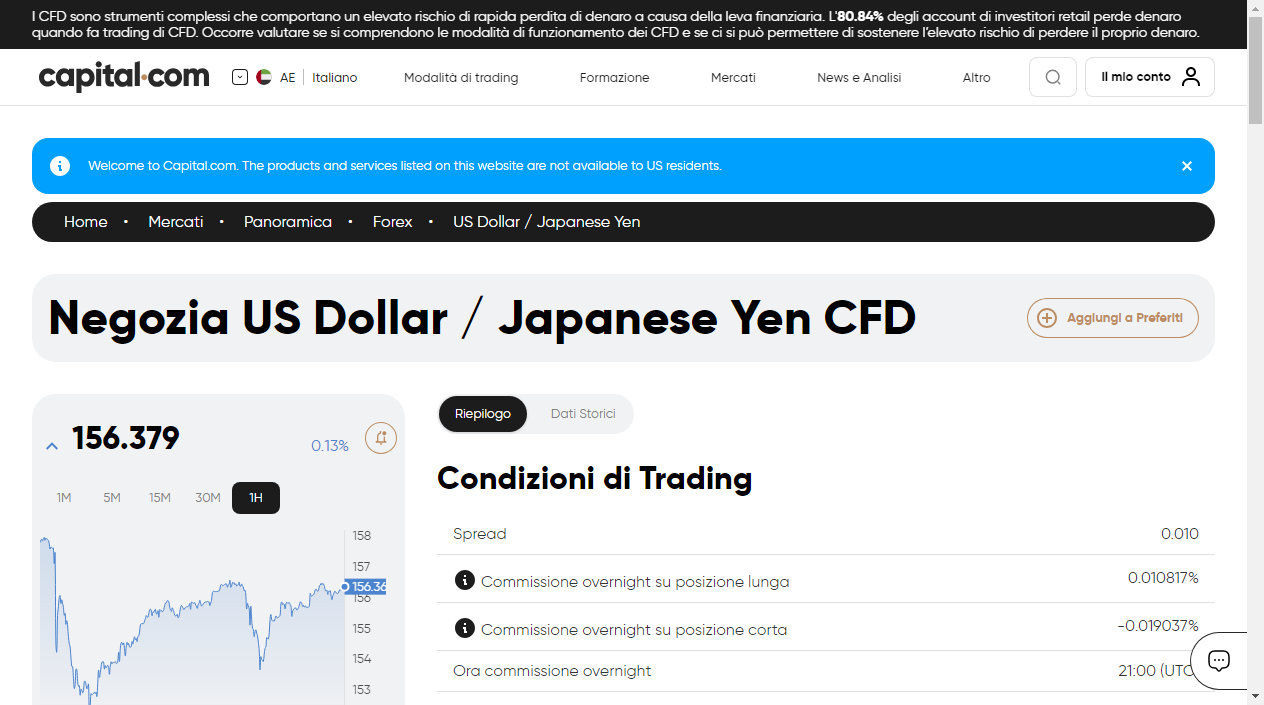 I CFD sono strumenti complessi che comportano un elevato rischio di rapida perdita di denaro a causa della leva finanziaria. L'80.84% degli account di investitori retail perde denaro
quando fa trading di CFD. Occorre valutare se si comprendono le modalità di funzionamento dei CFD e se ci si può permettere di sostenere l'elevato rischio di perdere il proprio denaro.
capital.com AE Italiano Modalità di trading Formazione Mercati News e Analisi Altro Il mio conto
Welcome to Capital.com. The products and services listed on this website are not available to US residents.
Home • Mercati • Panoramica • Forex • US Dollar / Japanese Yen
Negozia US Dollar / Japanese Yen CFD
Aggiungi a Preferiti
156.379
0.13%
1M 5M 15M 30M 1H
158
157
156.36
156
155
154
153
Riepilogo Dati Storici
Condizioni di Trading
Spread 0.010
Commissione overnight su posizione lunga 0.010817%
Commissione overnight su posizione corta -0.019037%
Ora commissione overnight 21:00 (UTC